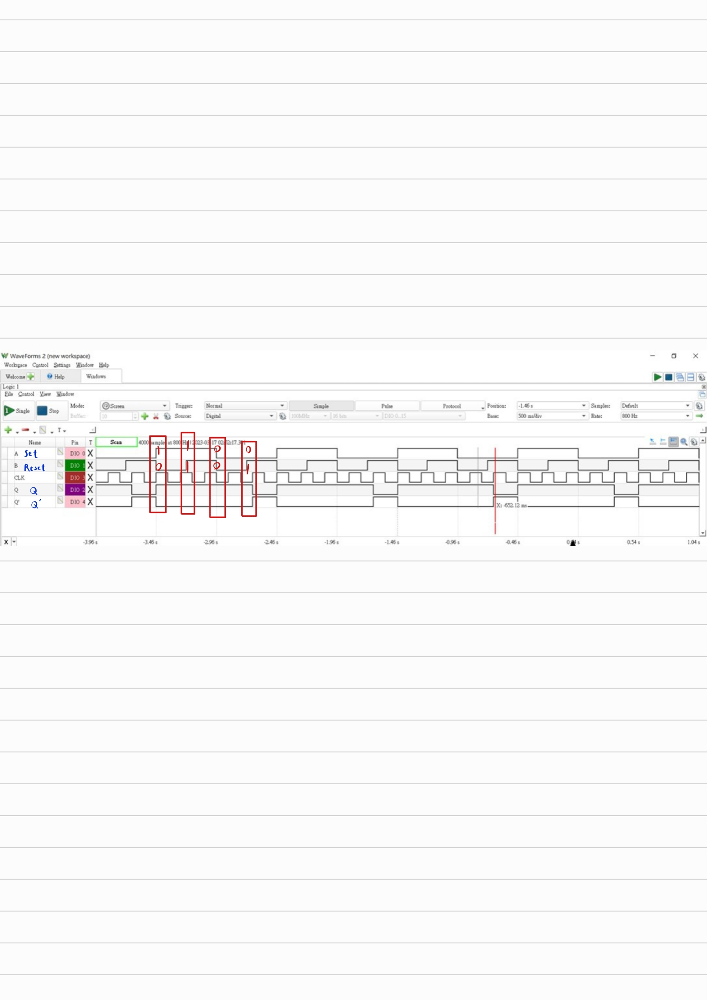 WaveForms 2 (new workspace)
Workspace Control Settings Window Help
Welcome Help Windows
Logic 1
File Control View Window
1 Single Stop Mode: Screen Trigger: Normal Simple Pulse Protocol Position: -1.46 s Samples: Default
Buffer: 10 Source: Digital 100MHz 16 bits DIO 0..15 Base: 500 ms/div Rate: 800 Hz
T
Name Pin T Scan 4000 samples at 800 Hz | 2023-03-17 02:52:17.3
A Set DIO 0 X 1 1 0 0
B Reset DIO 1 X 0 1 0 1
CLK DIO 3 X
Q Q DIO 2 X
Q' Q' DIO 4 X X: -652.12 ms
X -3.96 s -3.46 s -2.96 s -2.46 s -1.96 s -1.46 s -0.96 s -0.46 s 0.54 s 1.04 s